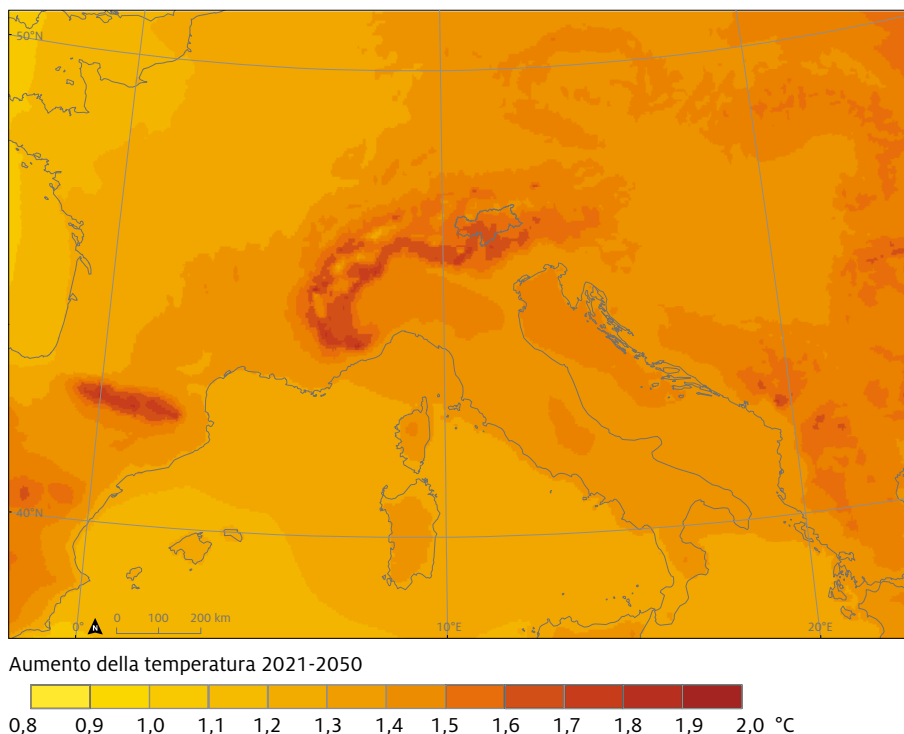 50°N
40°N
0°
N
0 100 200 km
10°E
20°E
Aumento della temperatura 2021-2050
0,8 0,9 1,0 1,1 1,2 1,3 1,4 1,5 1,6 1,7 1,8 1,9 2,0 °C